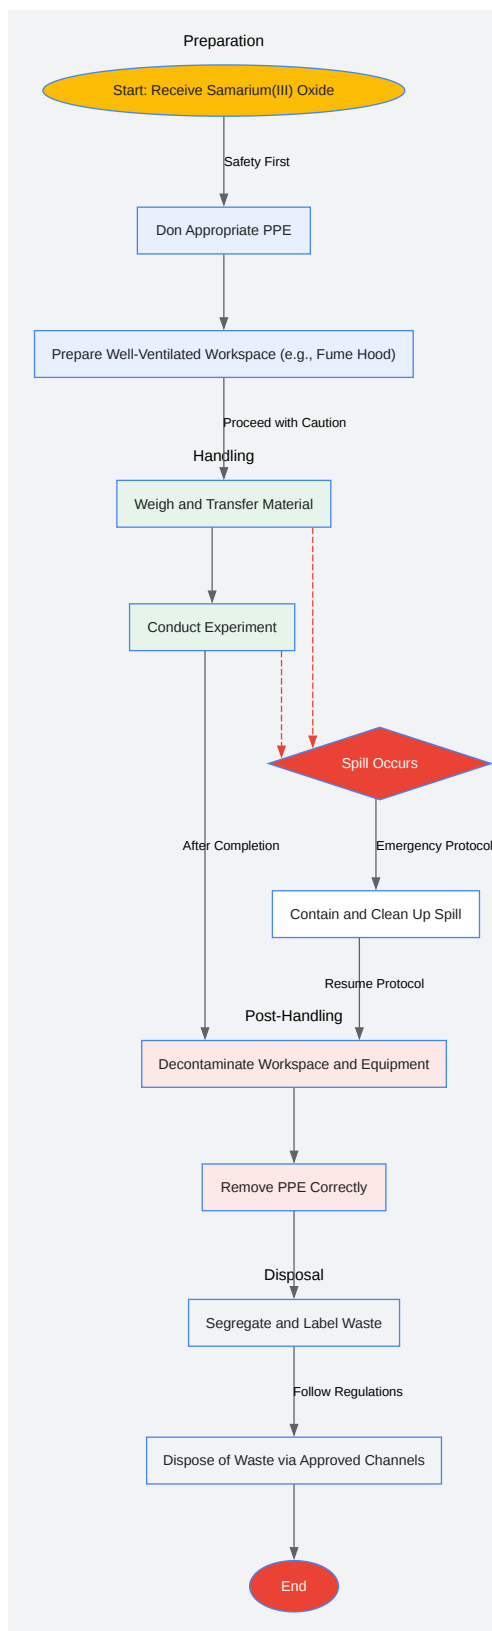 Preparation
Start: Receive Samarium(III) Oxide
Safety First
Don Appropriate PPE
Prepare Well-Ventilated Workspace (e.g., Fume Hood)
Proceed with Caution
Handling
Weigh and Transfer Material
Conduct Experiment
Spill Occurs
After Completion
Emergency Protocol
Contain and Clean Up Spill
Resume Protocol
Post-Handling
Decontaminate Workspace and Equipment
Remove PPE Correctly
Disposal
Segregate and Label Waste
Follow Regulations
Dispose of Waste via Approved Channels
End